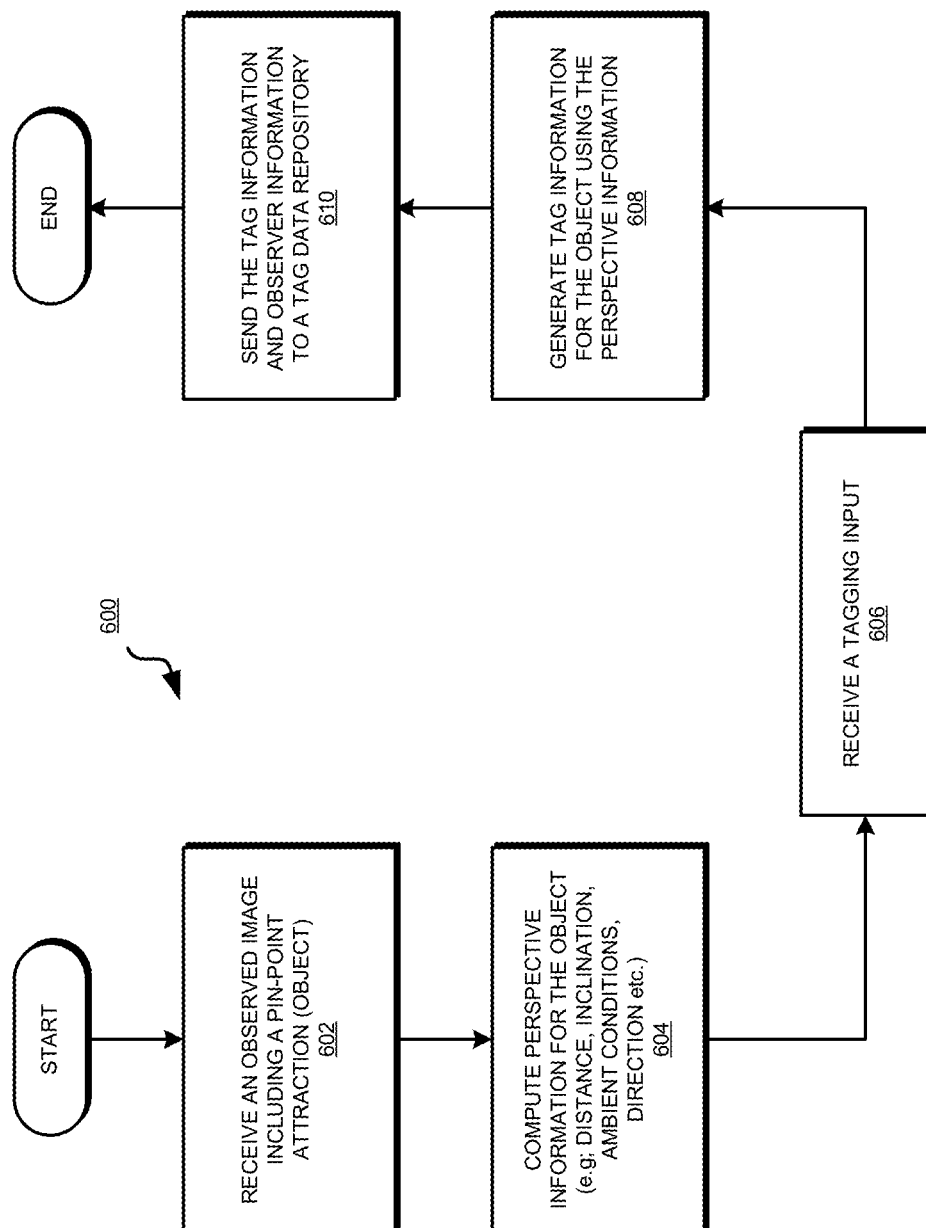 600
START
RECEIVE AN OBSERVED IMAGE
INCLUDING A PIN-POINT
ATTRACTION (OBJECT)
602
COMPUTE PERSPECTIVE
INFORMATION FOR THE OBJECT
(e.g; DISTANCE, INCLINATION,
AMBIENT CONDITIONS,
DIRECTION etc.)
604
RECEIVE A TAGGING INPUT
606
GENERATE TAG INFORMATION
FOR THE OBJECT USING THE
PERSPECTIVE INFORMATION
608
SEND THE TAG INFORMATION
AND OBSERVER INFORMATION
TO A TAG DATA REPOSITORY
610
END